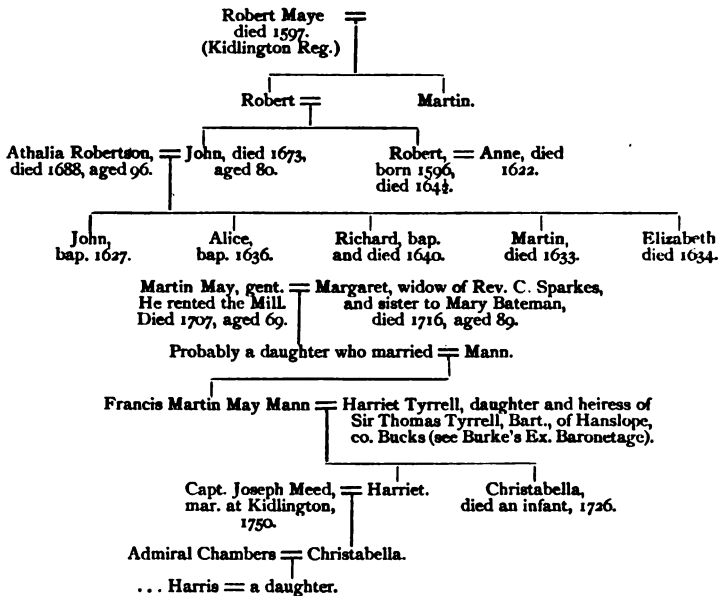 Robert Maye =
died 1597.
(Kidlington Reg.)
Robert = Martin.
Athalia Robertson, = John, died 1673, Robert, = Anne, died
died 1688, aged 96. aged 80. born 1596, 1622.
died 164½.
John, Alice, Richard, bap. Martin, Elizabeth
bap. 1627. bap. 1636. and died 1640. died 1633. died 1634.
Martin May, gent. = Margaret, widow of Rev. C. Sparkes,
He rented the Mill. and sister to Mary Bateman,
Died 1707, aged 69. died 1716, aged 89.
Probably a daughter who married = Mann.
Francis Martin May Mann = Harriet Tyrrell, daughter and heiress of
Sir Thomas Tyrrell, Bart., of Hanslope,
co. Bucks (see Burke's Ex. Baronetage).
Capt. Joseph Meed, = Harriet. Christabella,
mar. at Kidlington, died an infant, 1726.
1750.
Admiral Chambers = Christabella.
... Harris = a daughter.